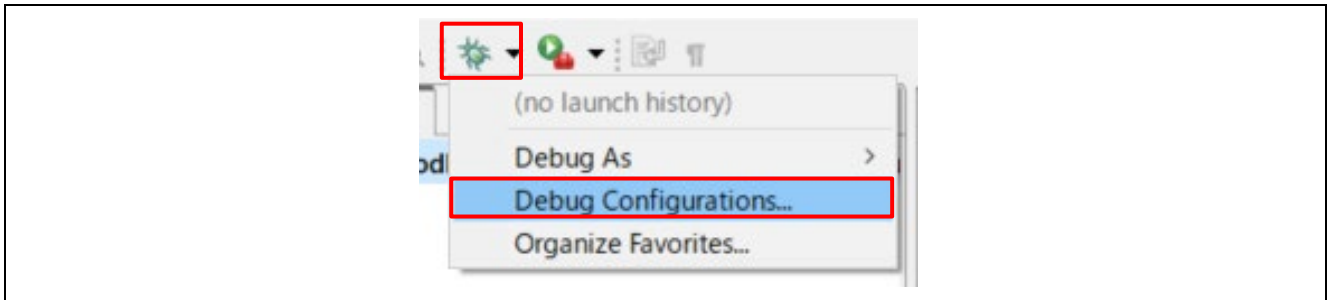 (no launch history)
Debug As
Debug Configurations...
Organize Favorites...